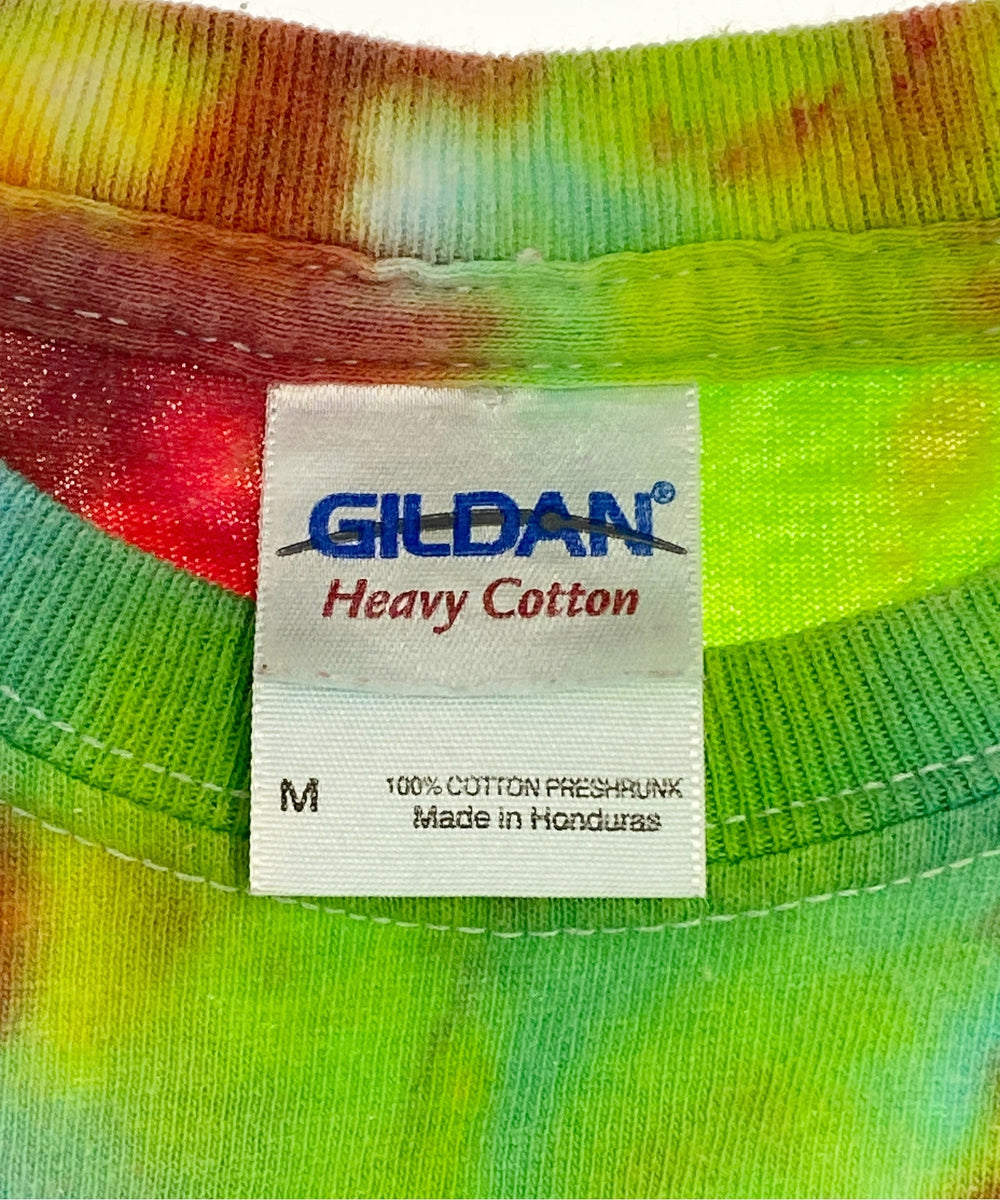 GILDAN®
Heavy Cotton
M 100% COTTON PRESHRUNK
Made in Honduras